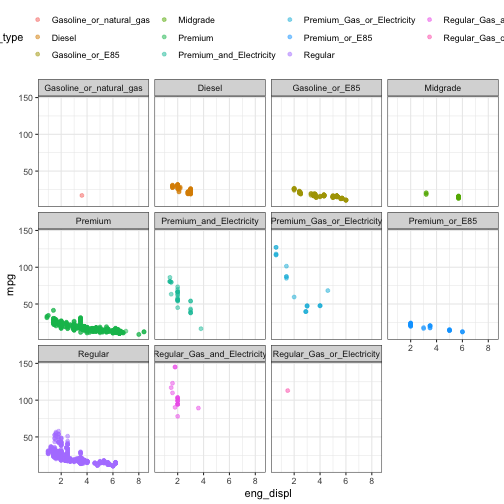 _type
Gasoline_or_natural_gas
Diesel
Gasoline_or_E85
Midgrade
Premium
Premium_and_Electricity
Premium_Gas_or_Electricity
Premium_or_E85
Regular
Regular_Gas_a
Regular_Gas_o
Gasoline_or_natural_gas Diesel Gasoline_or_E85 Midgrade
150
100
50
Premium Premium_and_Electricity Premium_Gas_or_Electricity Premium_or_E85
150
100
50
2 4 6 8
Regular Regular_Gas_and_Electricity Regular_Gas_or_Electricity
150
100
50
2 4 6 8 2 4 6 8 2 4 6 8
mpg
eng_displ